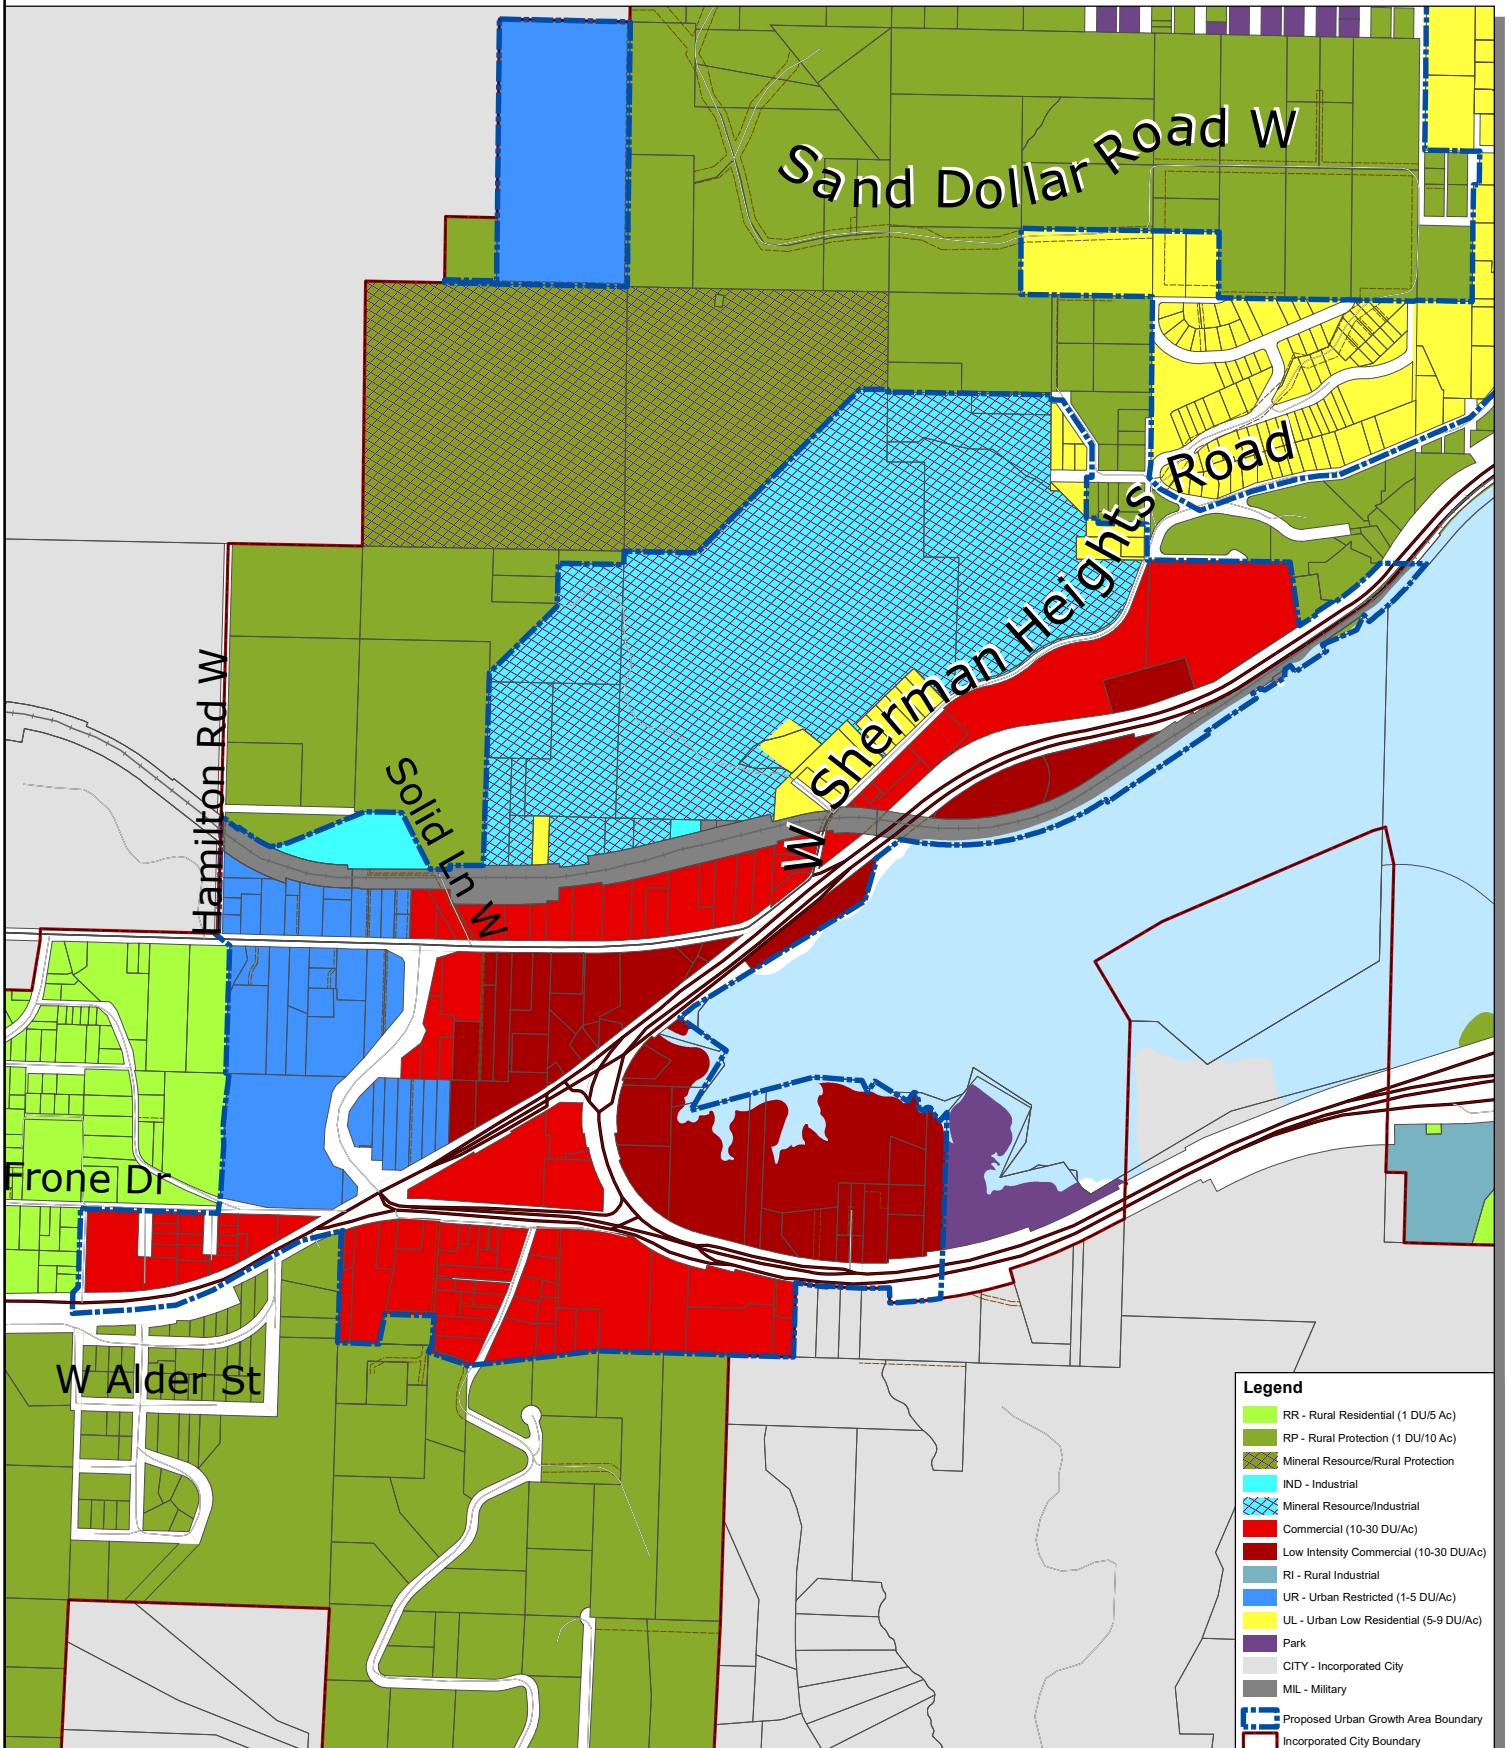 Sand Dollar Road W
W Sherman Heights Road
Hamilton Rd W
Solid Ln W
Frone Dr
W Alder St
Legend
RR - Rural Residential (1 DU/5 Ac)
RP - Rural Protection (1 DU/10 Ac)
Mineral Resource/Rural Protection
IND - Industrial
Mineral Resource/Industrial
Commercial (10-30 DU/Ac)
Low Intensity Commercial (10-30 DU/Ac)
RI - Rural Industrial
UR - Urban Restricted (1-5 DU/Ac)
UL - Urban Low Residential (5-9 DU/Ac)
Park
CITY - Incorporated City
MIL - Military
Proposed Urban Growth Area Boundary
Incorporated City Boundary